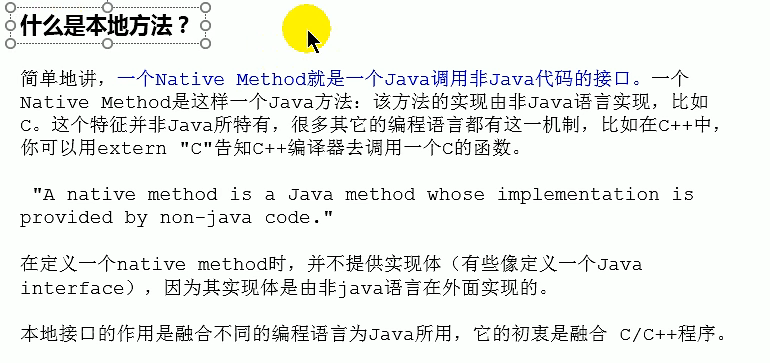 什么是本地方法？
简单地讲，一个Native Method就是一个Java调用非Java代码的接口。一个
Native Method是这样一个Java方法：该方法的实现由非Java语言实现，比如
C。这个特征并非Java所特有，很多其它的编程语言都有这一机制，比如在C++中，
你可以用extern "C"告知C++编译器去调用一个C的函数。
"A native method is a Java method whose implementation is
provided by non-java code."
在定义一个native method时，并不提供实现体（有些像定义一个Java
interface），因为其实现体是由非java语言在外面实现的。
本地接口的作用是融合不同的编程语言为Java所用，它的初衷是融合 C/C++程序。